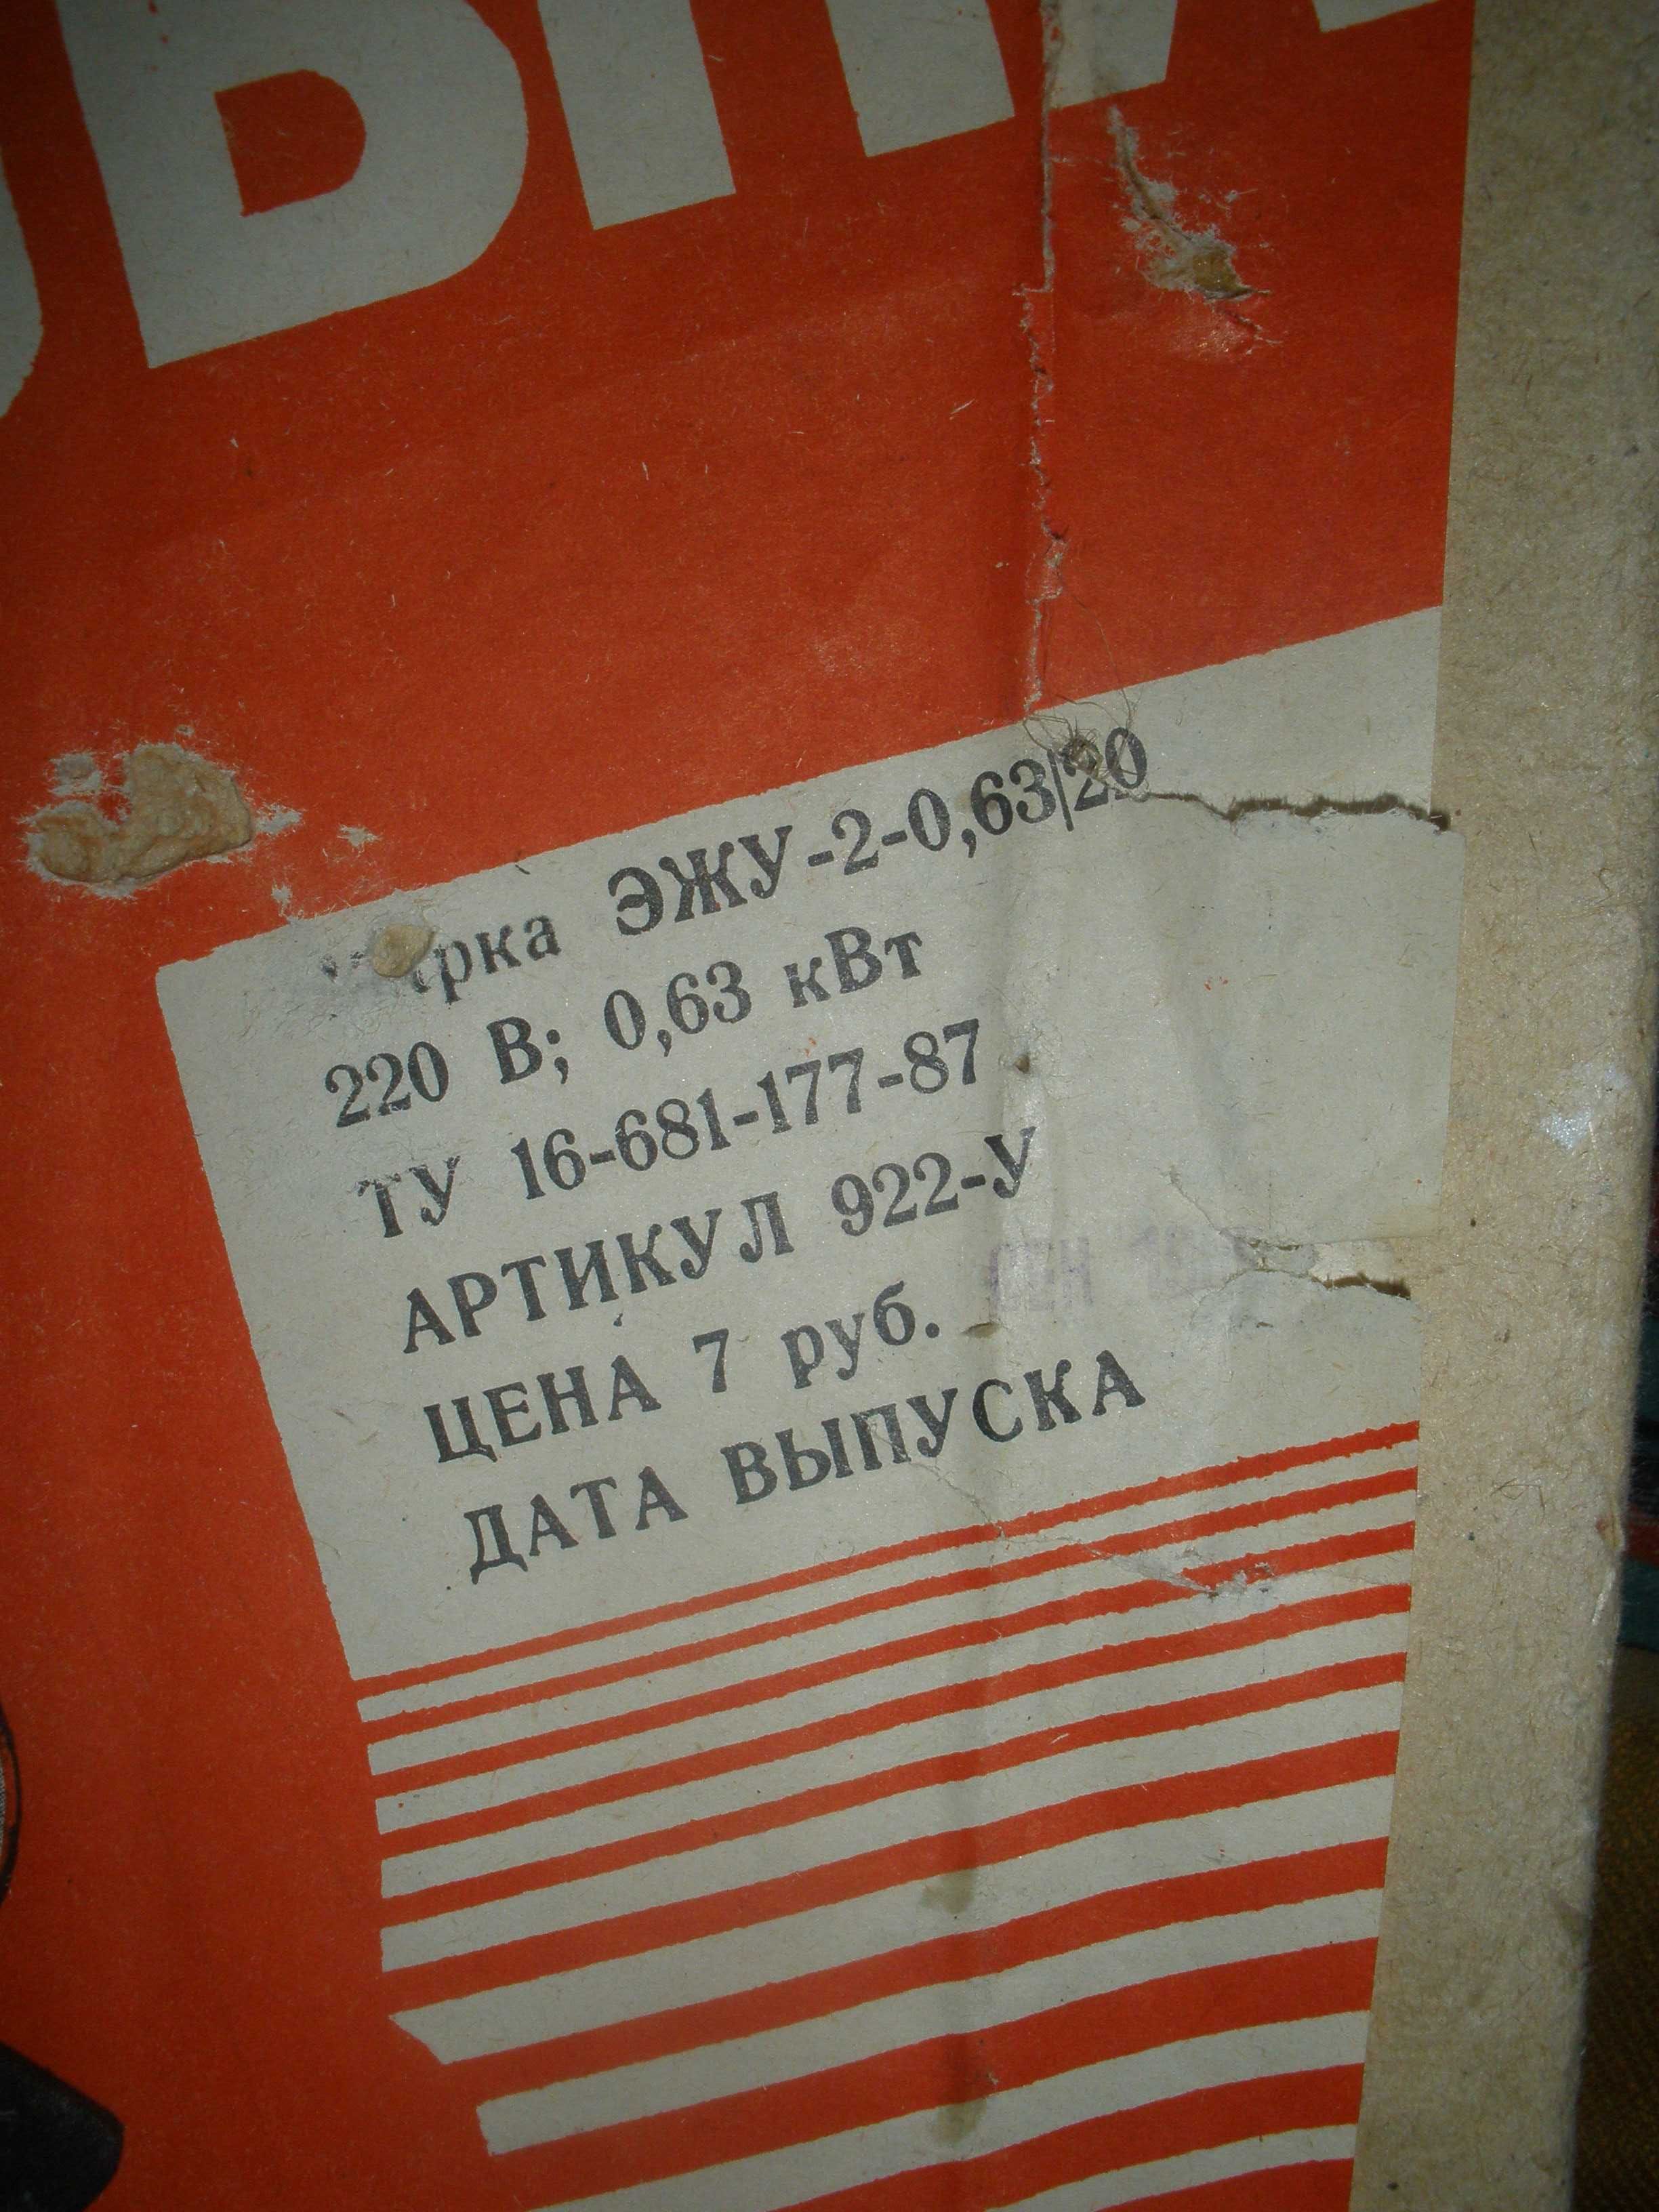 марка ЭЖУ-2-0,63/20
220 В; 0,63 кВт
ТУ 16-681-177-87
АРТИКУЛ 922-У
ЦЕНА 7 руб.
ДАТА ВЫПУСКА